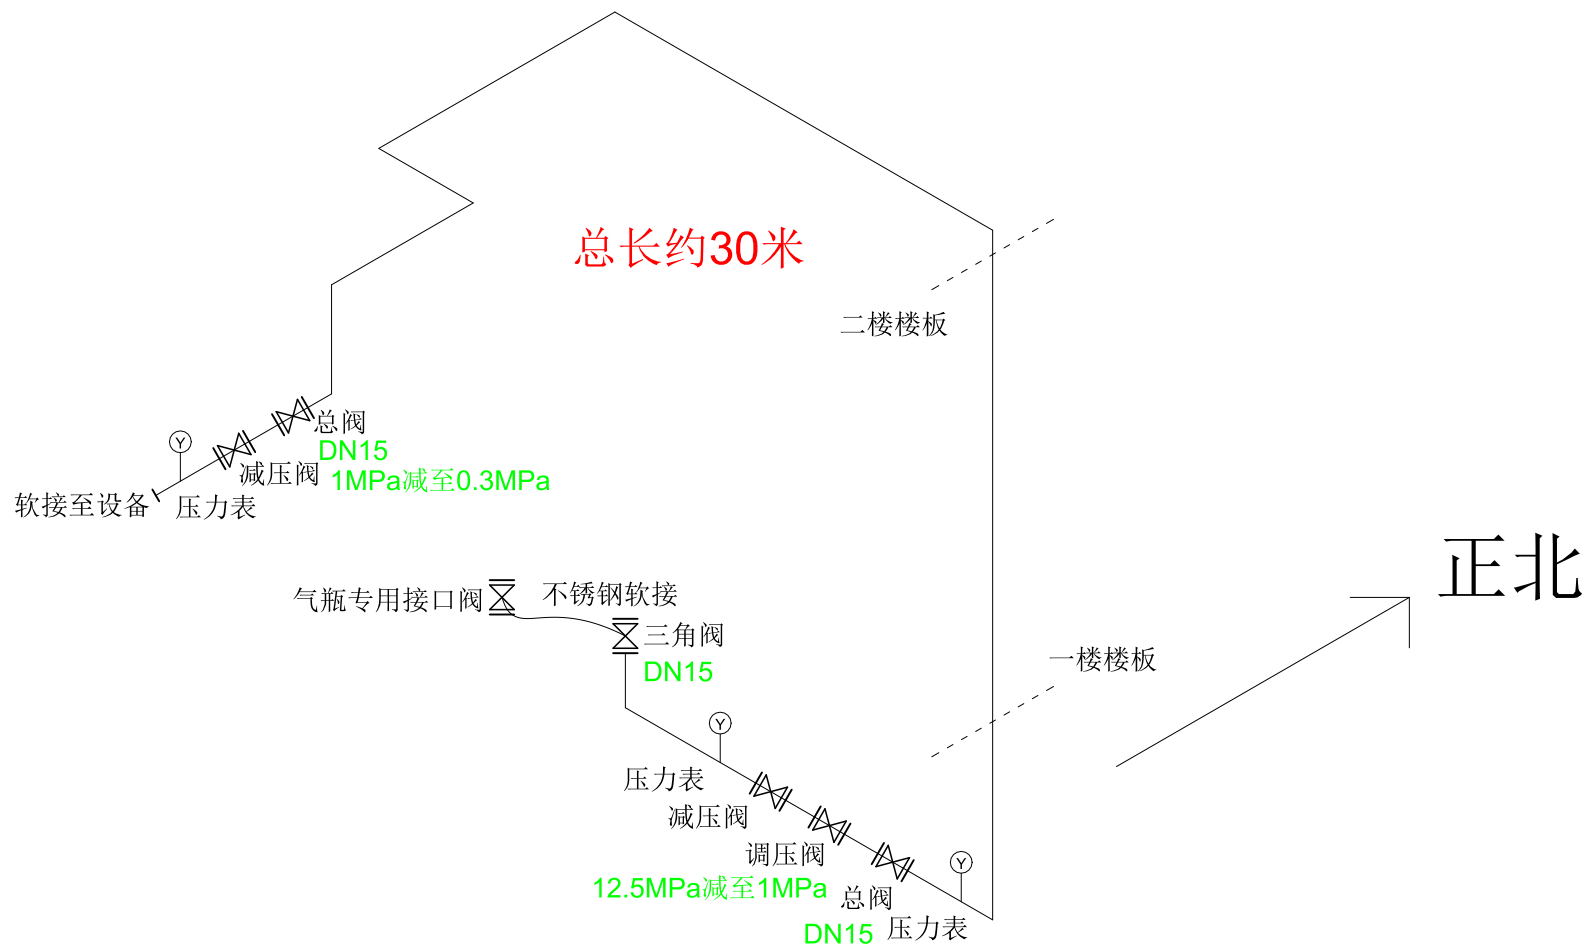 总长约30米
二楼楼板
总阀
DN15
Y
减压阀
1MPa减至0.3MPa
软接至设备
压力表
正北
气瓶专用接口阀
不锈钢软接
三角阀
DN15
一楼楼板
Y
压力表
减压阀
调压阀
Y
12.5MPa减至1MPa
总阀
压力表
DN15